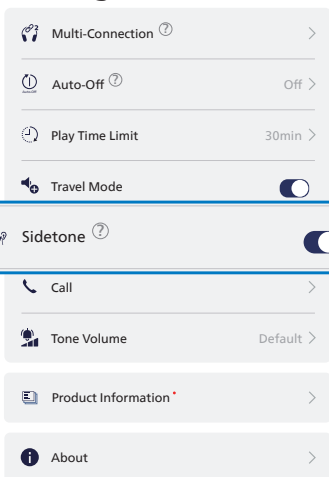 Multi-Connection ?
Auto-Off ? Off
Play Time Limit 30min
Travel Mode
Sidetone ?
Call
Tone Volume Default
Product Information
About